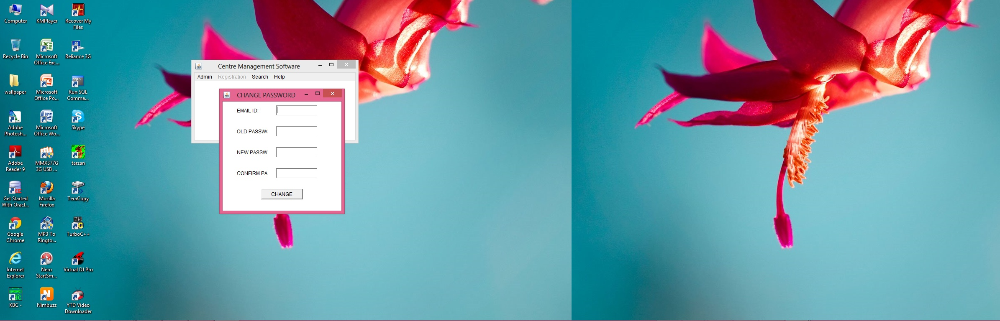 Computer
KMPlayer
Recover My
Files
Recycle Bin
Microsoft
Office Exc...
Reliance 3G
wallpaper
Microsoft
Office Po...
Run SQL
Comma...
Adobe
Photosh...
Microsoft
Office Wo...
Skype
Adobe
Reader 9
MMX377G
3G USB ...
tarzan
Get Started
With Oracl...
Mozilla
Firefox
TeraCopy
Google
Chrome
MP3 To
Ringto...
MS
TurboC++
Internet
Explorer
Nero
StartSm...
Virtual DJ Pro
KBC -
Nimbuzz
YTD Video
Downloader
Centre Management Software
Admin Registration Search Help
CHANGE PASSWORD
EMAIL ID:
OLD PASSWO
NEW PASSW
CONFIRM PA
CHANGE